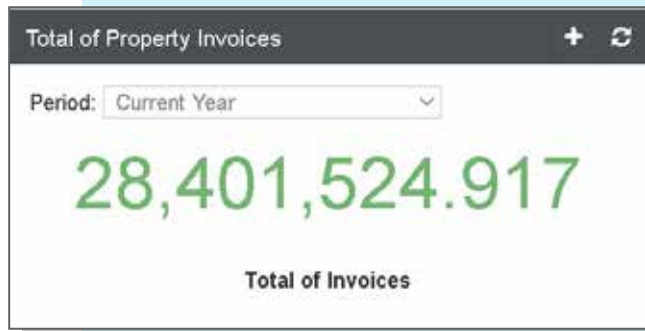 Total of Property Invoices
Period: Current Year
28,401,524.917
Total of Invoices